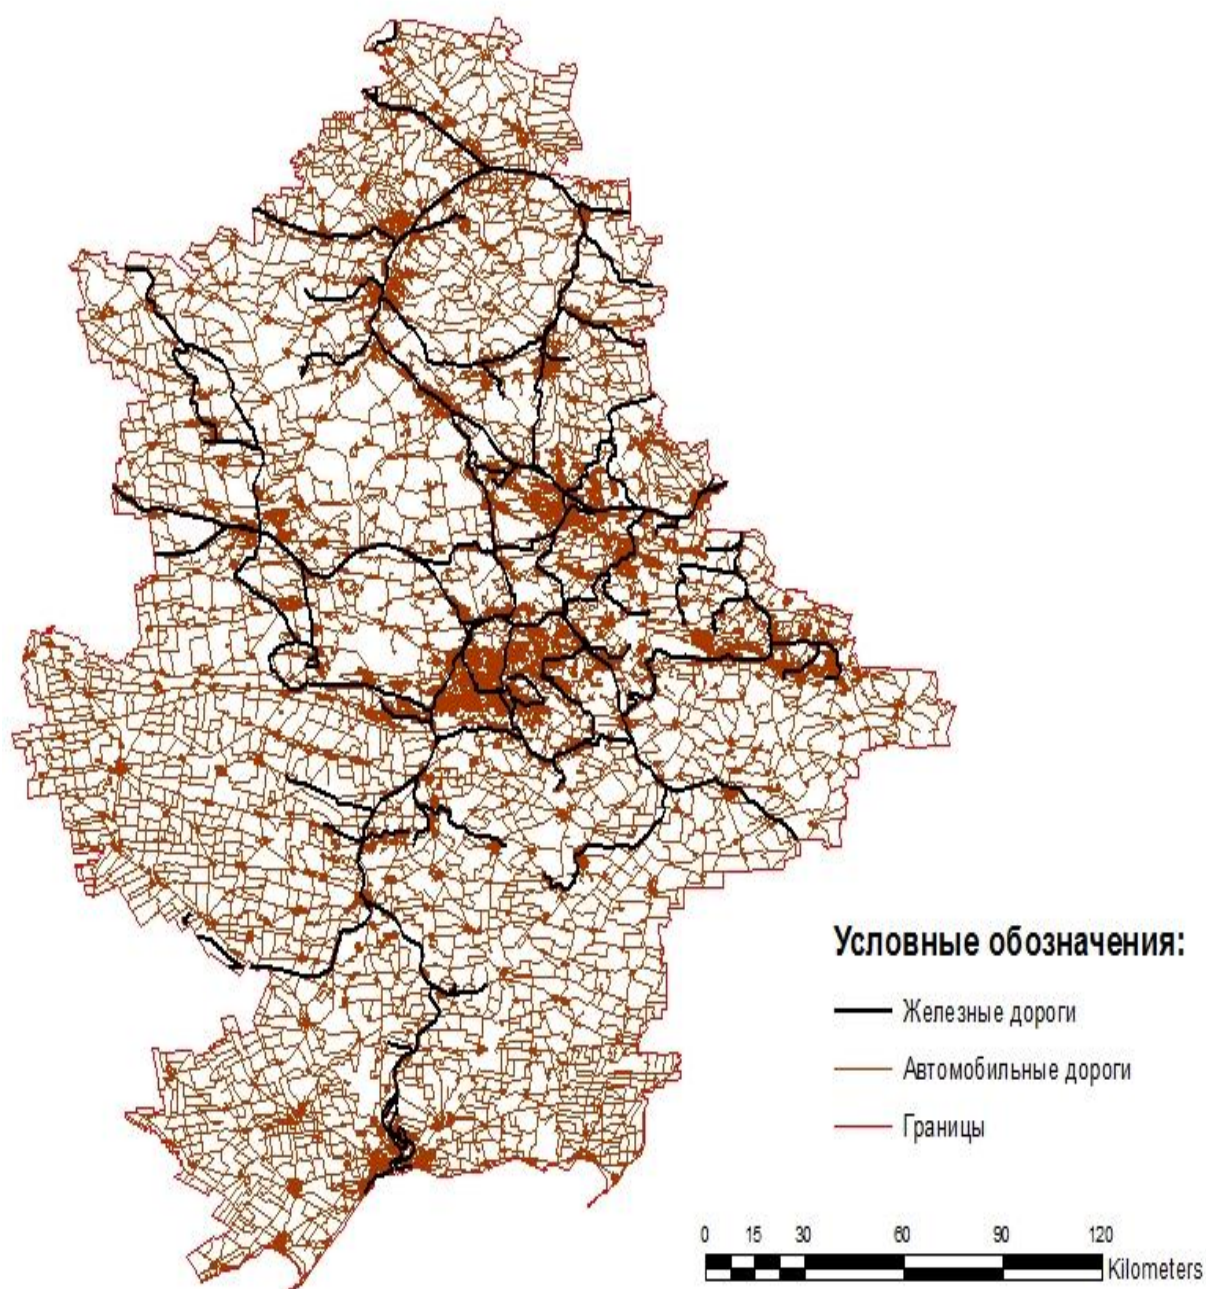 Условные обозначения:
Железные дороги
Автомобильные дороги
Границы
0 15 30 60 90 120
Kilometers